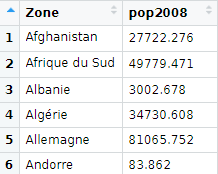 Zone pop2008
1 Afghanistan 27722.276
2 Afrique du Sud 49779.471
3 Albanie 3002.678
4 Algérie 34730.608
5 Allemagne 81065.752
6 Andorre 83.862